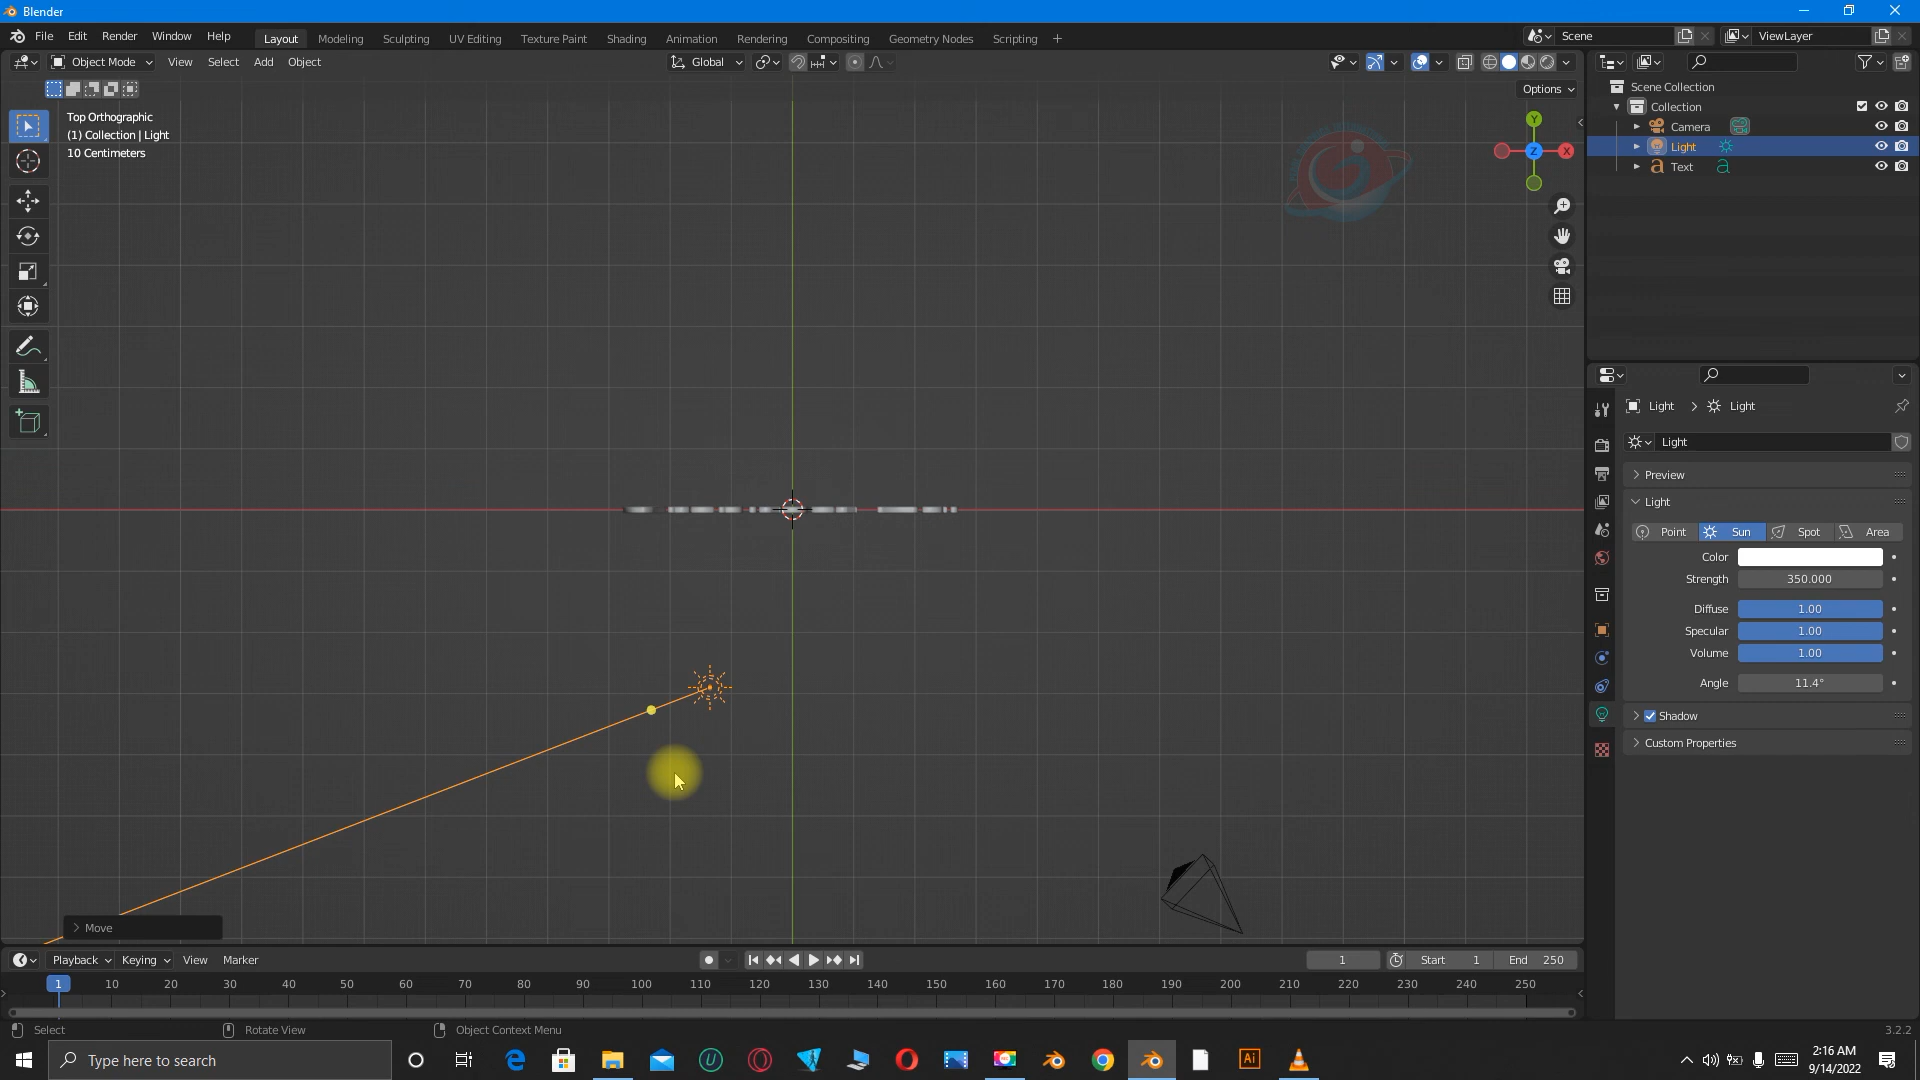 Blender
File Edit Render Window Help
Layout Modeling Sculpting UV Editing Texture Paint Shading Animation Rendering Compositing Geometry Nodes Scripting +
Scene
ViewLayer
Object Mode View Select Add Object
Global
Options
Top Orthographic
(1) Collection | Light
10 Centimeters
Y
Z
X
Scene Collection
Collection
Camera
Light
Text
Light > Light
Light
Preview
Light
Point Sun Spot Area
Color
Strength 350.000
Diffuse 1.00
Specular 1.00
Volume 1.00
Angle 11.4°
Shadow
Custom Properties
Move
Playback Keying View Marker
1
Start 1
End 250
1 10 20 30 40 50 60 70 80 90 100 110 120 130 140 150 160 170 180 190 200 210 220 230 240 250
Select
Rotate View
Object Context Menu
3.2.2
Type here to search
Ai
2:16 AM
9/14/2022